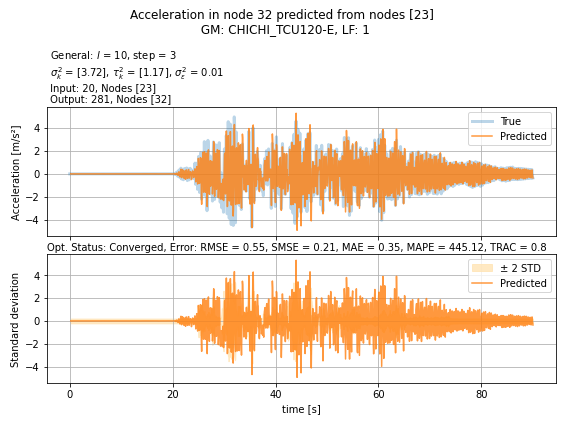 Acceleration in node 32 predicted from nodes [23]
GM: CHICHI_TCU120-E, LF: 1
General: l = 10, step = 3
σ²ₖ = [3.72], τ²ₖ = [1.17], σ²ε = 0.01
Input: 20, Nodes [23]
Output: 281, Nodes [32]
True
Predicted
Acceleration [m/s²]
4
2
0
−2
−4
Opt. Status: Converged, Error: RMSE = 0.55, SMSE = 0.21, MAE = 0.35, MAPE = 445.12, TRAC = 0.8
± 2 STD
Predicted
Standard deviation
4
2
0
−2
−4
0 20 40 60 80
time [s]